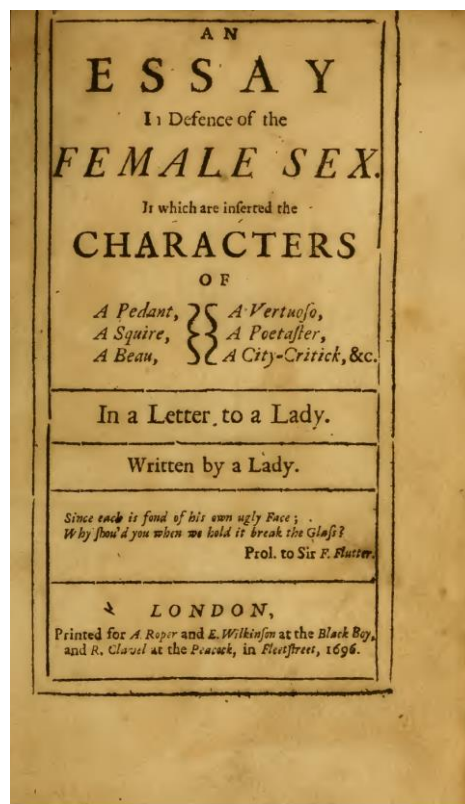 AN
ESSAY
In Defence of the
FEMALE SEX.
In which are inserted the
CHARACTERS
OF
A Pedant, A Vertuoſo,
A Squire, A Poetaſter,
A Beau, A City-Critick, &c.
In a Letter to a Lady.
Written by a Lady.
Since each is fond of his own ugly Face;
Why ſhou'd you when we hold it break the Glaſs?
Prol. to Sir F. Flutter.
LONDON,
Printed for A. Roper and E. Wilkinſon at the Black Boy,
and R. Clavel at the Peacock, in Fleetſtreet, 1696.